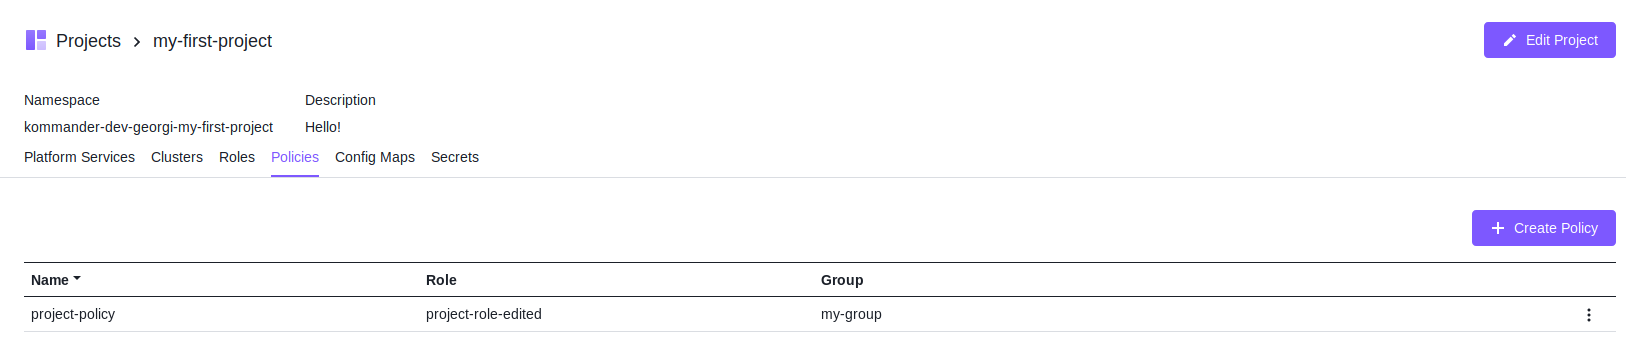 Projects > my-first-project
Edit Project
Namespace Description
kommander-dev-georgi-my-first-project Hello!
Platform Services Clusters Roles Policies Config Maps Secrets
Create Policy
Name Role Group
project-policy project-role-edited my-group